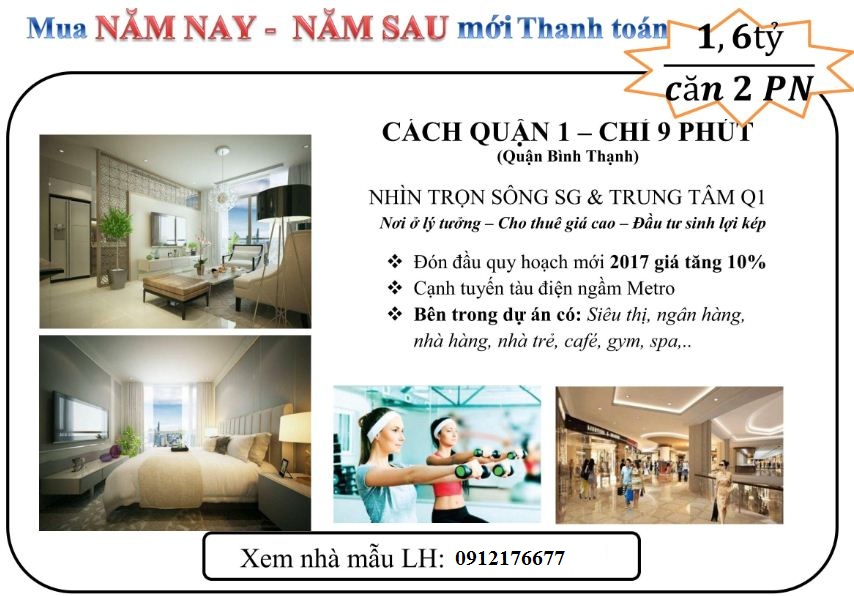 Mua NĂM NAY - NĂM SAU mới Thanh toán
1, 6tỷ
căn 2 PN
CÁCH QUẬN 1 – CHỈ 9 PHÚT
(Quận Bình Thạnh)
NHÌN TRỌN SÔNG SG & TRUNG TÂM Q1
Nơi ở lý tưởng – Cho thuê giá cao – Đầu tư sinh lợi kép
❖ Đón đầu quy hoạch mới 2017 giá tăng 10%
❖ Cạnh tuyến tàu điện ngầm Metro
❖ Bên trong dự án có: Siêu thị, ngân hàng,
nhà hàng, nhà trẻ, café, gym, spa,..
Xem nhà mẫu LH: 0912176677